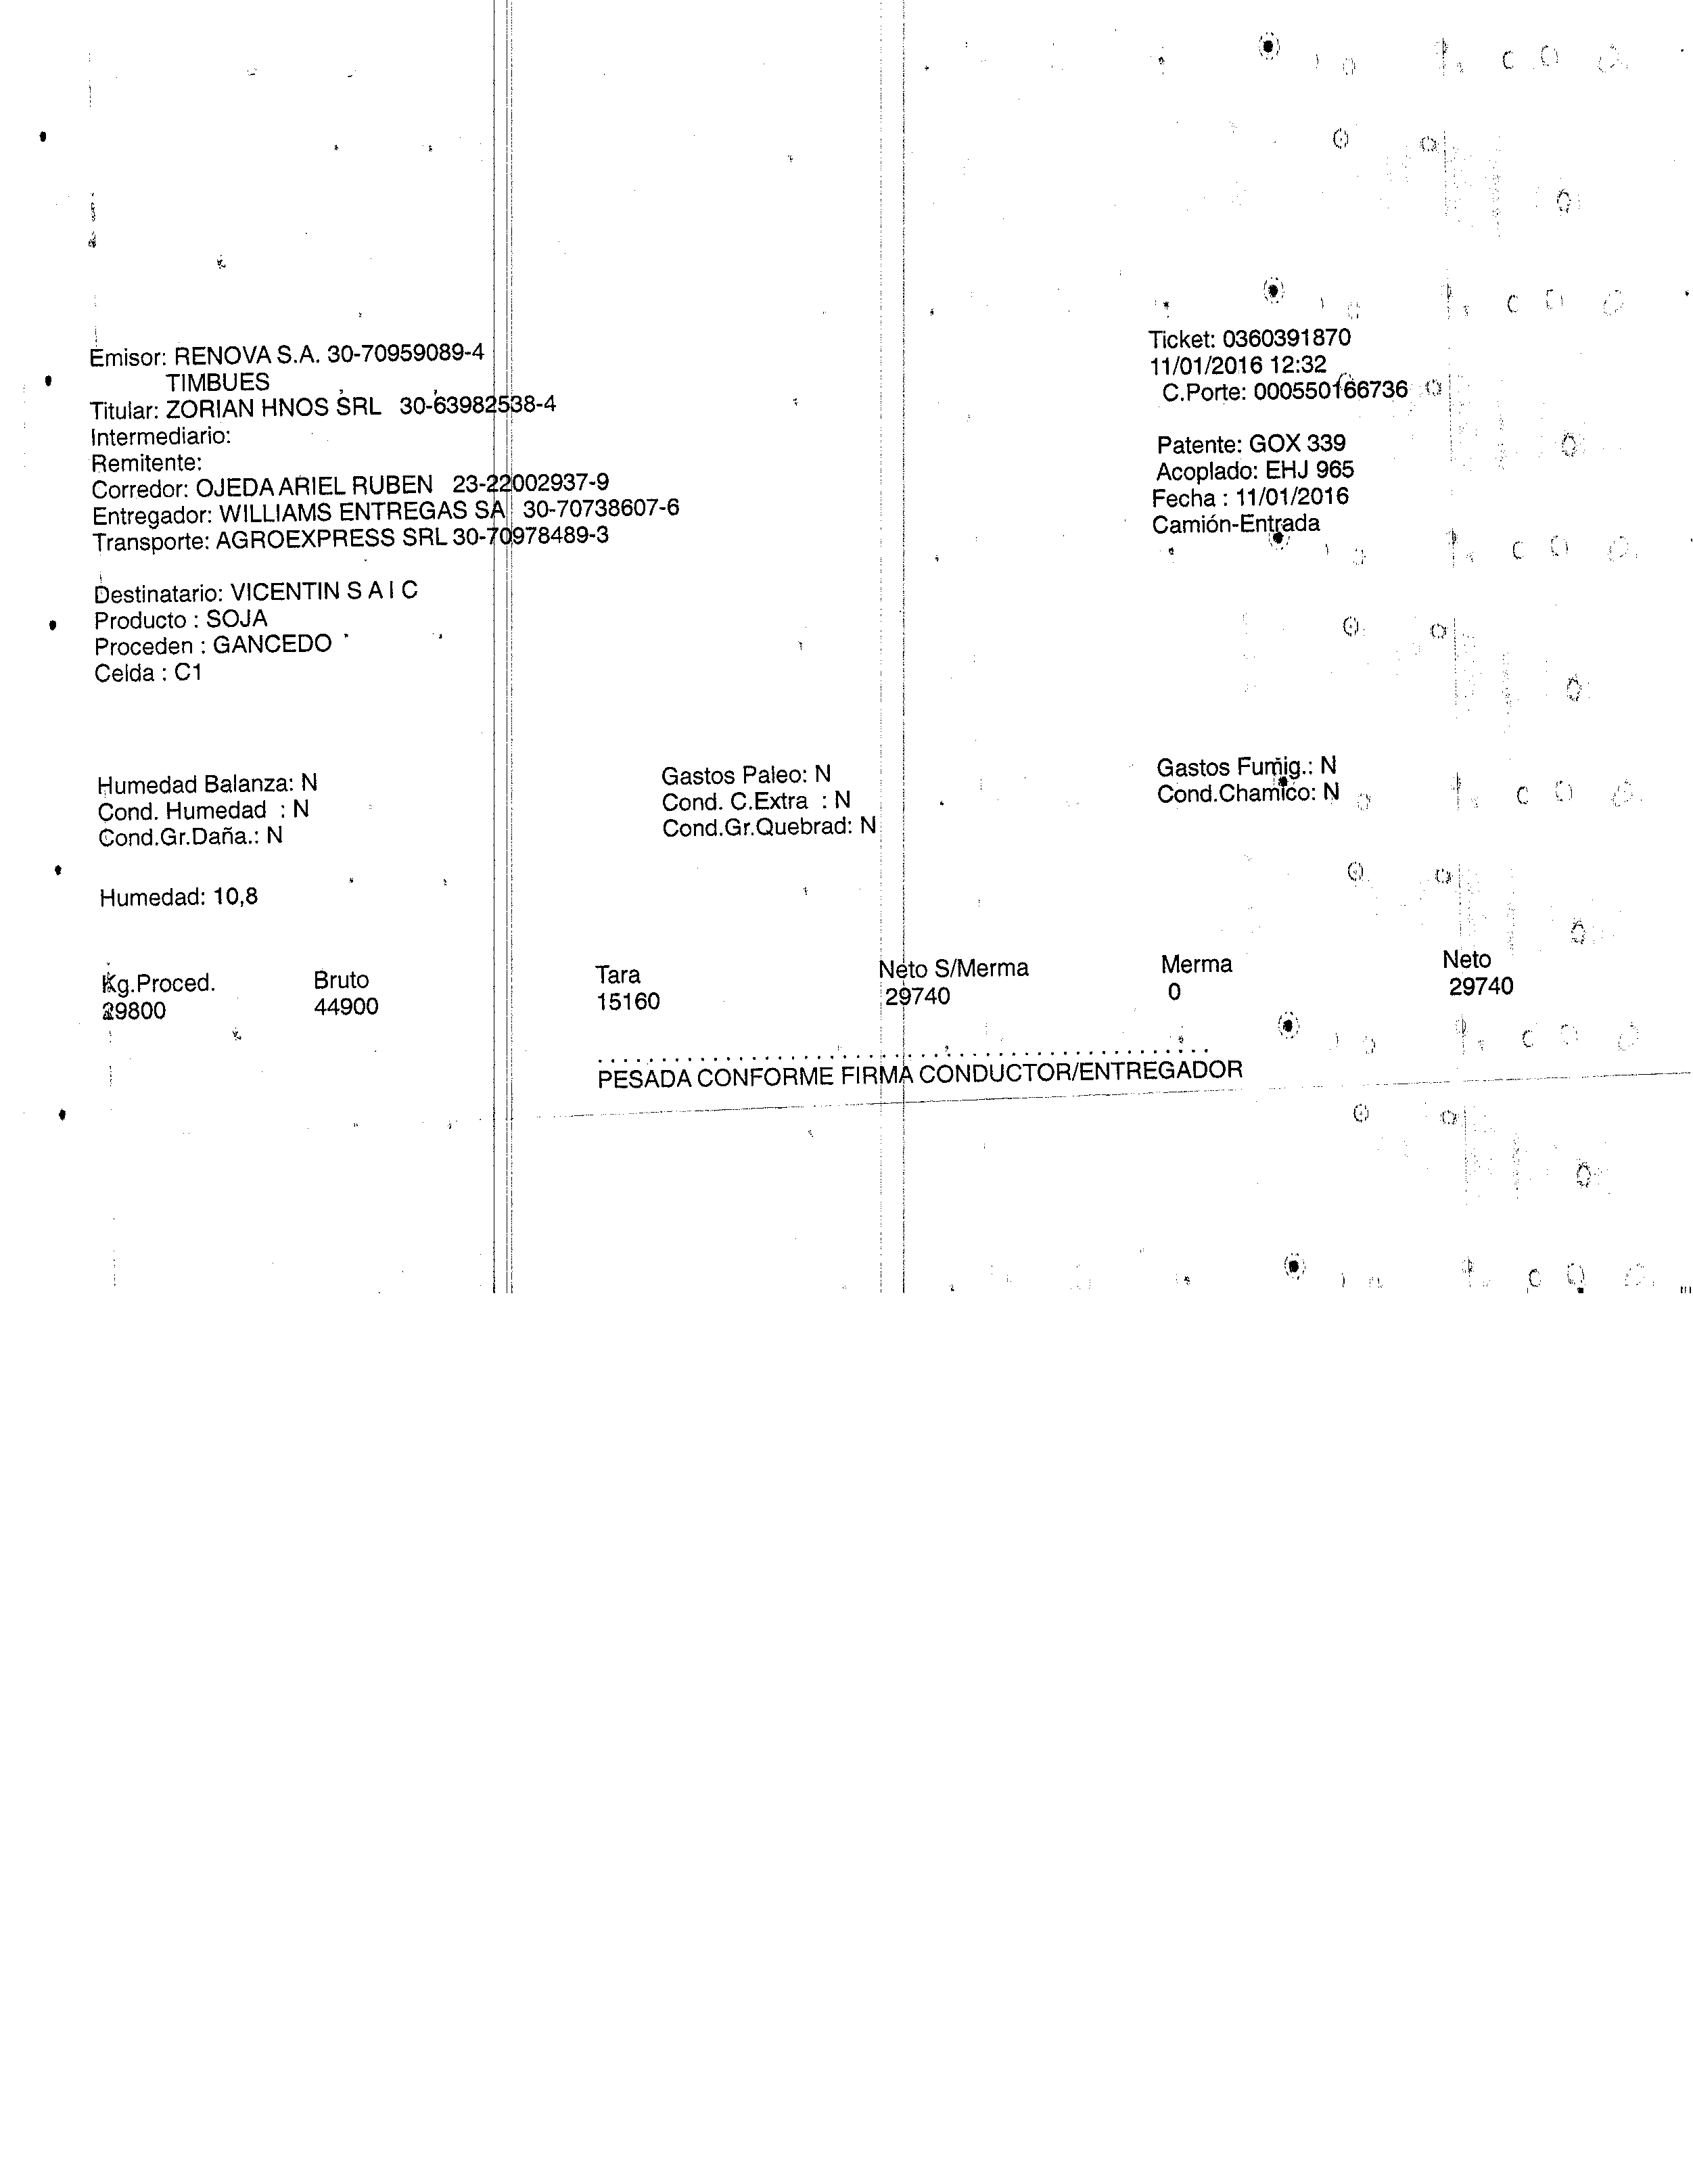 Emisor: RENOVA S.A. 30-70959089-4
TIMBUES
Titular: ZORIAN HNOS SRL 30-63982538-4
Intermediario:
Remitente:
Corredor: OJEDA ARIEL RUBEN 23-22002937-9
Entregador: WILLIAMS ENTREGAS SA 30-70738607-6
Transporte: AGROEXPRESS SRL 30-70978489-3
Ticket: 0360391870
11/01/2016 12:32
C.Porte: 000550166736
Patente: GOX 339
Acoplado: EHJ 965
Fecha : 11/01/2016
Camión-Entrada
Destinatario: VICENTIN S A I C
Producto : SOJA
Proceden : GANCEDO
Celda : C1
Humedad Balanza: N Gastos Paleo: N Gastos Fumig.: N
Cond. Humedad : N Cond. C.Extra : N Cond.Chamico: N
Cond.Gr.Daña.: N Cond.Gr.Quebrad: N
Humedad: 10,8
Kg.Proced. Bruto Tara Neto S/Merma Merma Neto
29800 44900 15160 29740 0 29740
PESADA CONFORME FIRMA CONDUCTOR/ENTREGADOR